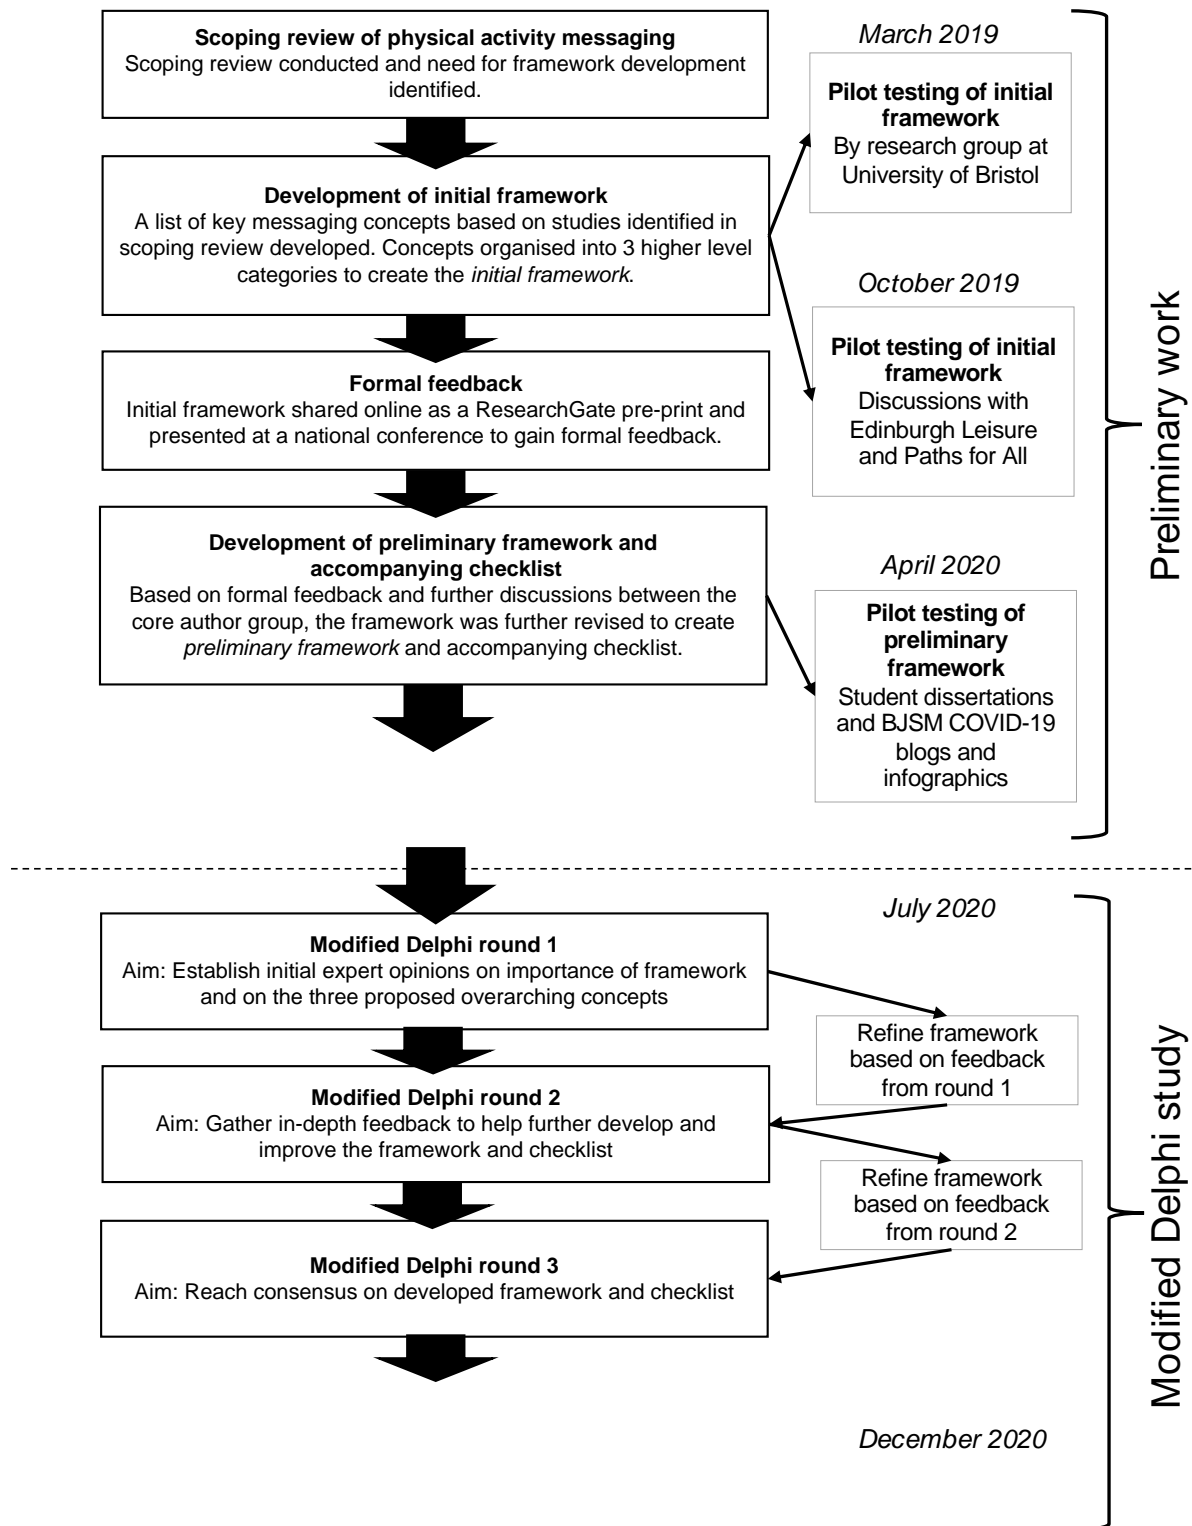 Scoping review of physical activity messaging
Scoping review conducted and need for framework development
identified.
March 2019
Pilot testing of initial
framework
By research group at
University of Bristol
Development of initial framework
A list of key messaging concepts based on studies identified in
scoping review developed. Concepts organised into 3 higher level
categories to create the initial framework.
October 2019
Pilot testing of initial
framework
Discussions with
Edinburgh Leisure
and Paths for All
Formal feedback
Initial framework shared online as a ResearchGate pre-print and
presented at a national conference to gain formal feedback.
Development of preliminary framework and
accompanying checklist
Based on formal feedback and further discussions between the
core author group, the framework was further revised to create
preliminary framework and accompanying checklist.
April 2020
Pilot testing of
preliminary
framework
Student dissertations
and BJSM COVID-19
blogs and
infographics
Preliminary work
July 2020
Modified Delphi round 1
Aim: Establish initial expert opinions on importance of framework
and on the three proposed overarching concepts
Refine framework
based on feedback
from round 1
Modified Delphi round 2
Aim: Gather in-depth feedback to help further develop and
improve the framework and checklist
Refine framework
based on feedback
from round 2
Modified Delphi round 3
Aim: Reach consensus on developed framework and checklist
December 2020
Modified Delphi study